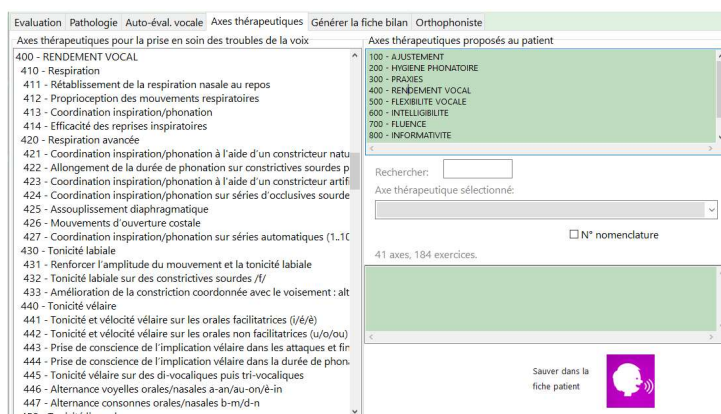 Evaluation Pathologie Auto-éval. vocale Axes thérapeutiques Générer la fiche bilan Orthophoniste
Axes thérapeutiques pour la prise en soin des troubles de la voix
400 - RENDEMENT VOCAL
410 - Respiration
411 - Rétablissement de la respiration nasale au repos
412 - Proprioception des mouvements respiratoires
413 - Coordination inspiration/phonation
414 - Efficacité des reprises inspiratoires
420 - Respiration avancée
421 - Coordination inspiration/phonation à l'aide d'un constricteur natu
422 - Allongement de la durée de phonation sur constrictives sourdes p
423 - Coordination inspiration/phonation à l'aide d'un constricteur artifi
424 - Coordination inspiration/phonation sur séries d'occlusives sourde
425 - Assouplissement diaphragmatique
426 - Mouvements d'ouverture costale
427 - Coordination inspiration/phonation sur séries automatiques (1..10
430 - Tonicité labiale
431 - Renforcer l'amplitude du mouvement et la tonicité labiale
432 - Tonicité labiale sur des constrictives sourdes /f/
433 - Amélioration de la constriction coordonnée avec le voisement : alt
440 - Tonicité vélaire
441 - Tonicité et vélocité vélaire sur les orales facilitatrices (i/é/è)
442 - Tonicité et vélocité vélaire sur les orales non facilitatrices (u/o/ou)
443 - Prise de conscience de l'implication vélaire dans les attaques et fin
444 - Prise de conscience de l'implication vélaire dans la durée de phona
445 - Tonicité vélaire sur des di-vocaliques puis tri-vocaliques
446 - Alternance voyelles orales/nasales a-an/au-on/è-in
447 - Alternance consonnes orales/nasales b-m/d-n
Axes thérapeutiques proposés au patient
100 - AJUSTEMENT
200 - HYGIENE PHONATOIRE
300 - PRAXIES
400 - RENDEMENT VOCAL
500 - FLEXIBILITE VOCALE
600 - INTELLIGIBILITE
700 - FLUENCE
800 - INFORMATIVITE
Rechercher:
Axe thérapeutique sélectionné:
N° nomenclature
41 axes, 184 exercices.
Sauver dans la
fiche patient